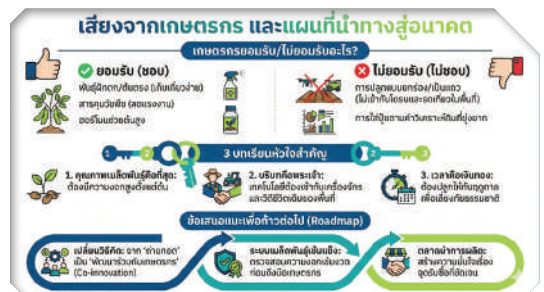 เสียงจากเกษตรกร และแผนที่นำทางสู่อนาคต
เกษตรกรยอมรับ/ไม่ยอมรับอะไร?
ยอมรับ (ชอบ)
พันธุ์ฝักดก/ต้นตรง (เก็บเกี่ยวง่าย)
สารคุมวัชพืช (ลดแรงงาน)
ฮอร์โมนช่วยต้นสูง
ไม่ยอมรับ (ไม่ชอบ)
การปลูกแบบยกร่อง/เป็นแถว
(ไม่เข้ากับโดรนและรถเกี่ยวในพื้นที่)
การใส่ปุ๋ยตามค่าวิเคราะห์ดินที่ยุ่งยาก
1
2
3 บทเรียนหัวใจสำคัญ
2
3
1. คุณภาพเมล็ดพันธุ์คือที่สุด:
ต้องมีความงอกสูงตั้งแต่ต้น
2. บริบทคือพระเจ้า:
เทคโนโลยีต้องเข้ากับเครื่องจักร
และวิถีชีวิตเดิมของพื้นที่
3. เวลาคือเงินทอง:
ต้องปลูกให้ทันฤดูกาล
เพื่อเลี่ยงภัยธรรมชาติ
ข้อเสนอแนะเพื่อก้าวต่อไป (Roadmap)
เปลี่ยนวิธีคิด: จาก "ถ่ายทอด"
เป็น "พัฒนาร่วมกับเกษตรกร"
(Co-innovation)
ระบบเมล็ดพันธุ์เข้มแข็ง:
ตรวจสอบความงอกเข้มงวด
ก่อนถึงมือเกษตรกร
ตลาดนำการผลิต:
สร้างความมั่นใจเรื่อง
จุดรับซื้อที่ชัดเจน